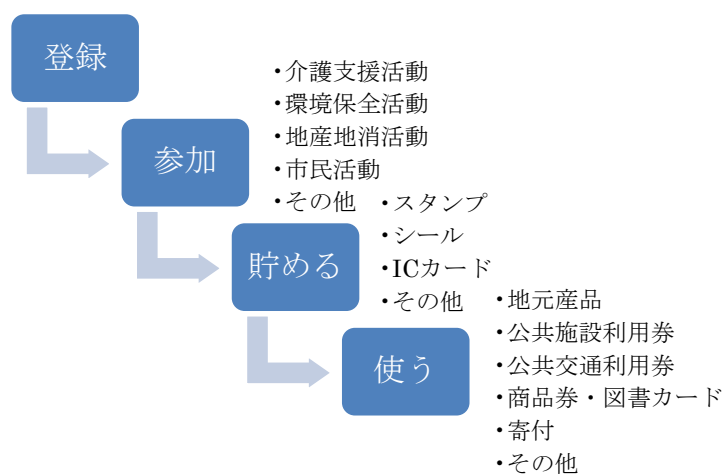 登録
参加
・介護支援活動
・環境保全活動
・地産地消活動
・市民活動
・その他
貯める
・スタンプ
・シール
・ICカード
・その他
使う
・地元産品
・公共施設利用券
・公共交通利用券
・商品券・図書カード
・寄付
・その他